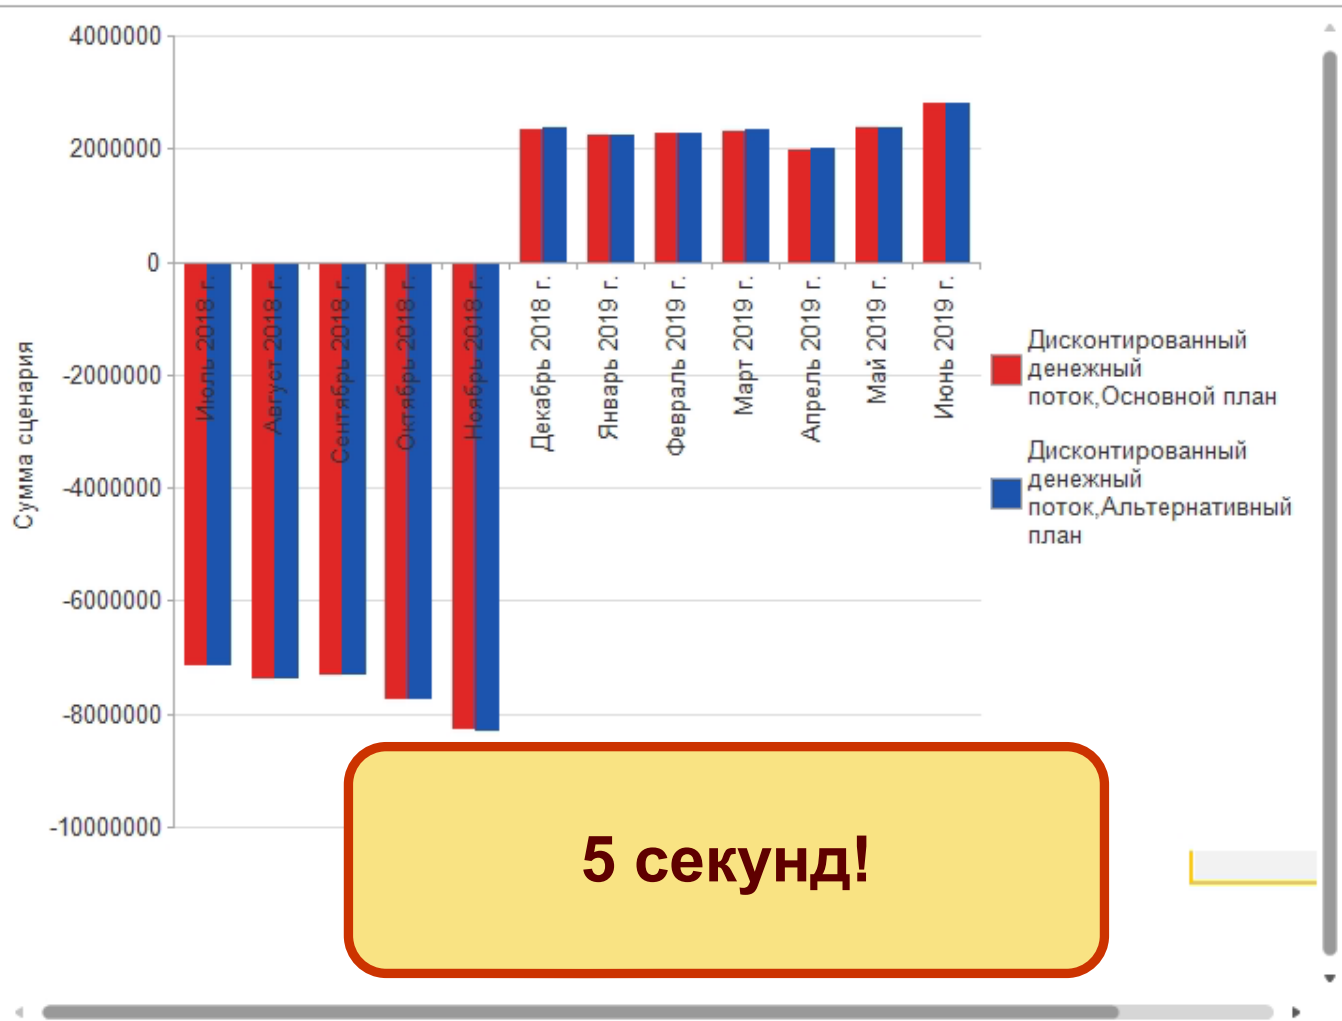 4000000
2000000
0
-2000000
-4000000
-6000000
-8000000
-10000000
Сумма сценария
Июль 2018 г.
Август 2018 г.
Сентябрь 2018 г.
Октябрь 2018 г.
Ноябрь 2018 г.
Декабрь 2018 г.
Январь 2019 г.
Февраль 2019 г.
Март 2019 г.
Апрель 2019 г.
Май 2019 г.
Июнь 2019 г.
Дисконтированный
денежный
поток,Основной план
Дисконтированный
денежный
поток,Альтернативный
план
5 секунд!